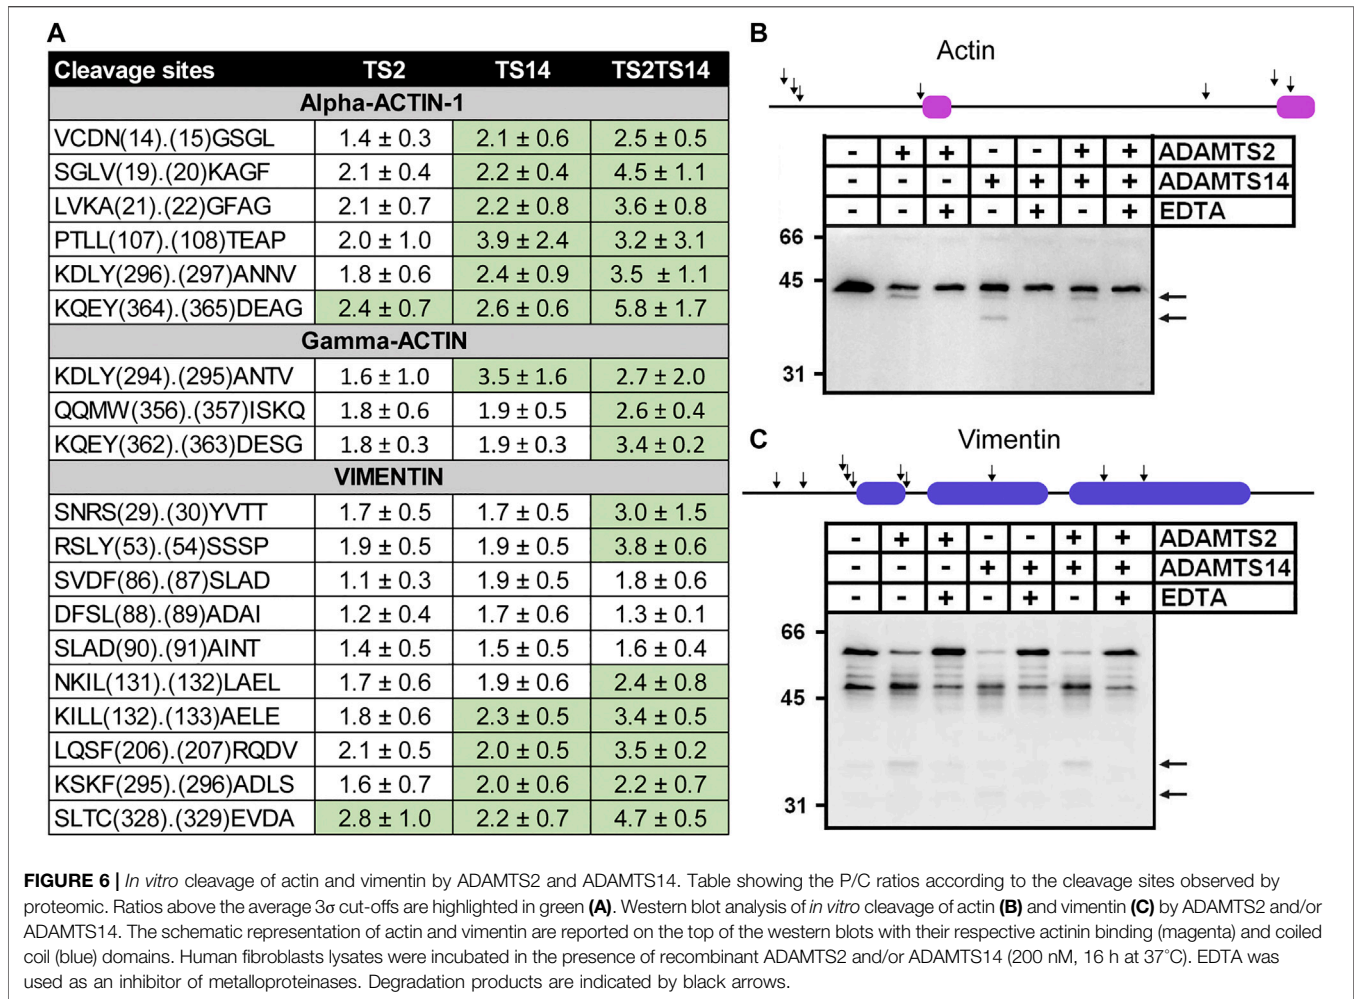 A
Cleavage sites TS2 TS14 TS2TS14
Alpha-ACTIN-1
VCDN(14).(15)GSGL 1.4 ± 0.3 2.1 ± 0.6 2.5 ± 0.5
SGLV(19).(20)KAGF 2.1 ± 0.4 2.2 ± 0.4 4.5 ± 1.1
LVKA(21).(22)GFAG 2.1 ± 0.7 2.2 ± 0.8 3.6 ± 0.8
PTLL(107).(108)TEAP 2.0 ± 1.0 3.9 ± 2.4 3.2 ± 3.1
KDLY(296).(297)ANNV 1.8 ± 0.6 2.4 ± 0.9 3.5 ± 1.1
KQEY(364).(365)DEAG 2.4 ± 0.7 2.6 ± 0.6 5.8 ± 1.7
Gamma-ACTIN
KDLY(294).(295)ANTV 1.6 ± 1.0 3.5 ± 1.6 2.7 ± 2.0
QQMW(356).(357)ISKQ 1.8 ± 0.6 1.9 ± 0.5 2.6 ± 0.4
KQEY(362).(363)DESG 1.8 ± 0.3 1.9 ± 0.3 3.4 ± 0.2
VIMENTIN
SNRS(29).(30)YVTT 1.7 ± 0.5 1.7 ± 0.5 3.0 ± 1.5
RSLY(53).(54)SSSP 1.9 ± 0.5 1.9 ± 0.5 3.8 ± 0.6
SVDF(86).(87)SLAD 1.1 ± 0.3 1.9 ± 0.5 1.8 ± 0.6
DFSL(88).(89)ADAI 1.2 ± 0.4 1.7 ± 0.6 1.3 ± 0.1
SLAD(90).(91)AINT 1.4 ± 0.5 1.5 ± 0.5 1.6 ± 0.4
NKIL(131).(132)LAEL 1.7 ± 0.6 1.9 ± 0.6 2.4 ± 0.8
KILL(132).(133)AELE 1.8 ± 0.6 2.3 ± 0.5 3.4 ± 0.5
LQSF(206).(207)RQDV 2.1 ± 0.5 2.0 ± 0.5 3.5 ± 0.2
KSKF(295).(296)ADLS 1.6 ± 0.7 2.0 ± 0.6 2.2 ± 0.7
SLTC(328).(329)EVDA 2.8 ± 1.0 2.2 ± 0.7 4.7 ± 0.5
B
Actin
- + + - - + + ADAMTS2
- - - + + + + ADAMTS14
- - + - + - + EDTA
66
45
31
C
Vimentin
- + + - - + + ADAMTS2
- - - + + + + ADAMTS14
- - + - + - + EDTA
66
45
31
FIGURE 6 | In vitro cleavage of actin and vimentin by ADAMTS2 and ADAMTS14. Table showing the P/C ratios according to the cleavage sites observed by
proteomic. Ratios above the average 3σ cut-offs are highlighted in green (A). Western blot analysis of in vitro cleavage of actin (B) and vimentin (C) by ADAMTS2 and/or
ADAMTS14. The schematic representation of actin and vimentin are reported on the top of the western blots with their respective actinin binding (magenta) and coiled
coil (blue) domains. Human fibroblasts lysates were incubated in the presence of recombinant ADAMTS2 and/or ADAMTS14 (200 nM, 16 h at 37°C). EDTA was
used as an inhibitor of metalloproteinases. Degradation products are indicated by black arrows.